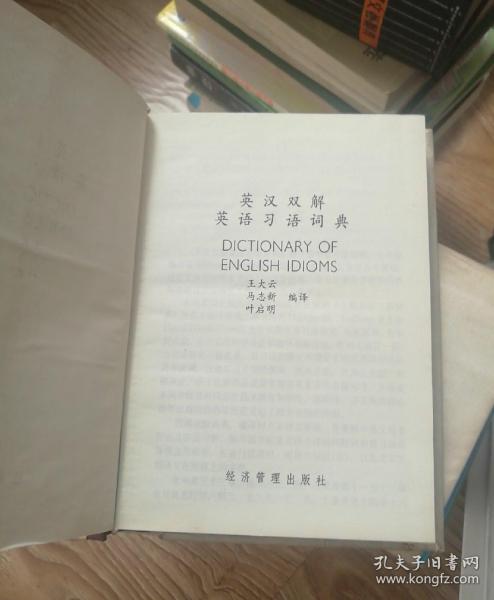 英汉双解
英语习语词典
DICTIONARY OF
ENGLISH IDIOMS
王大云
马志新 编译
叶启明
经济管理出版社
孔夫子旧书网
www.kongfz.com